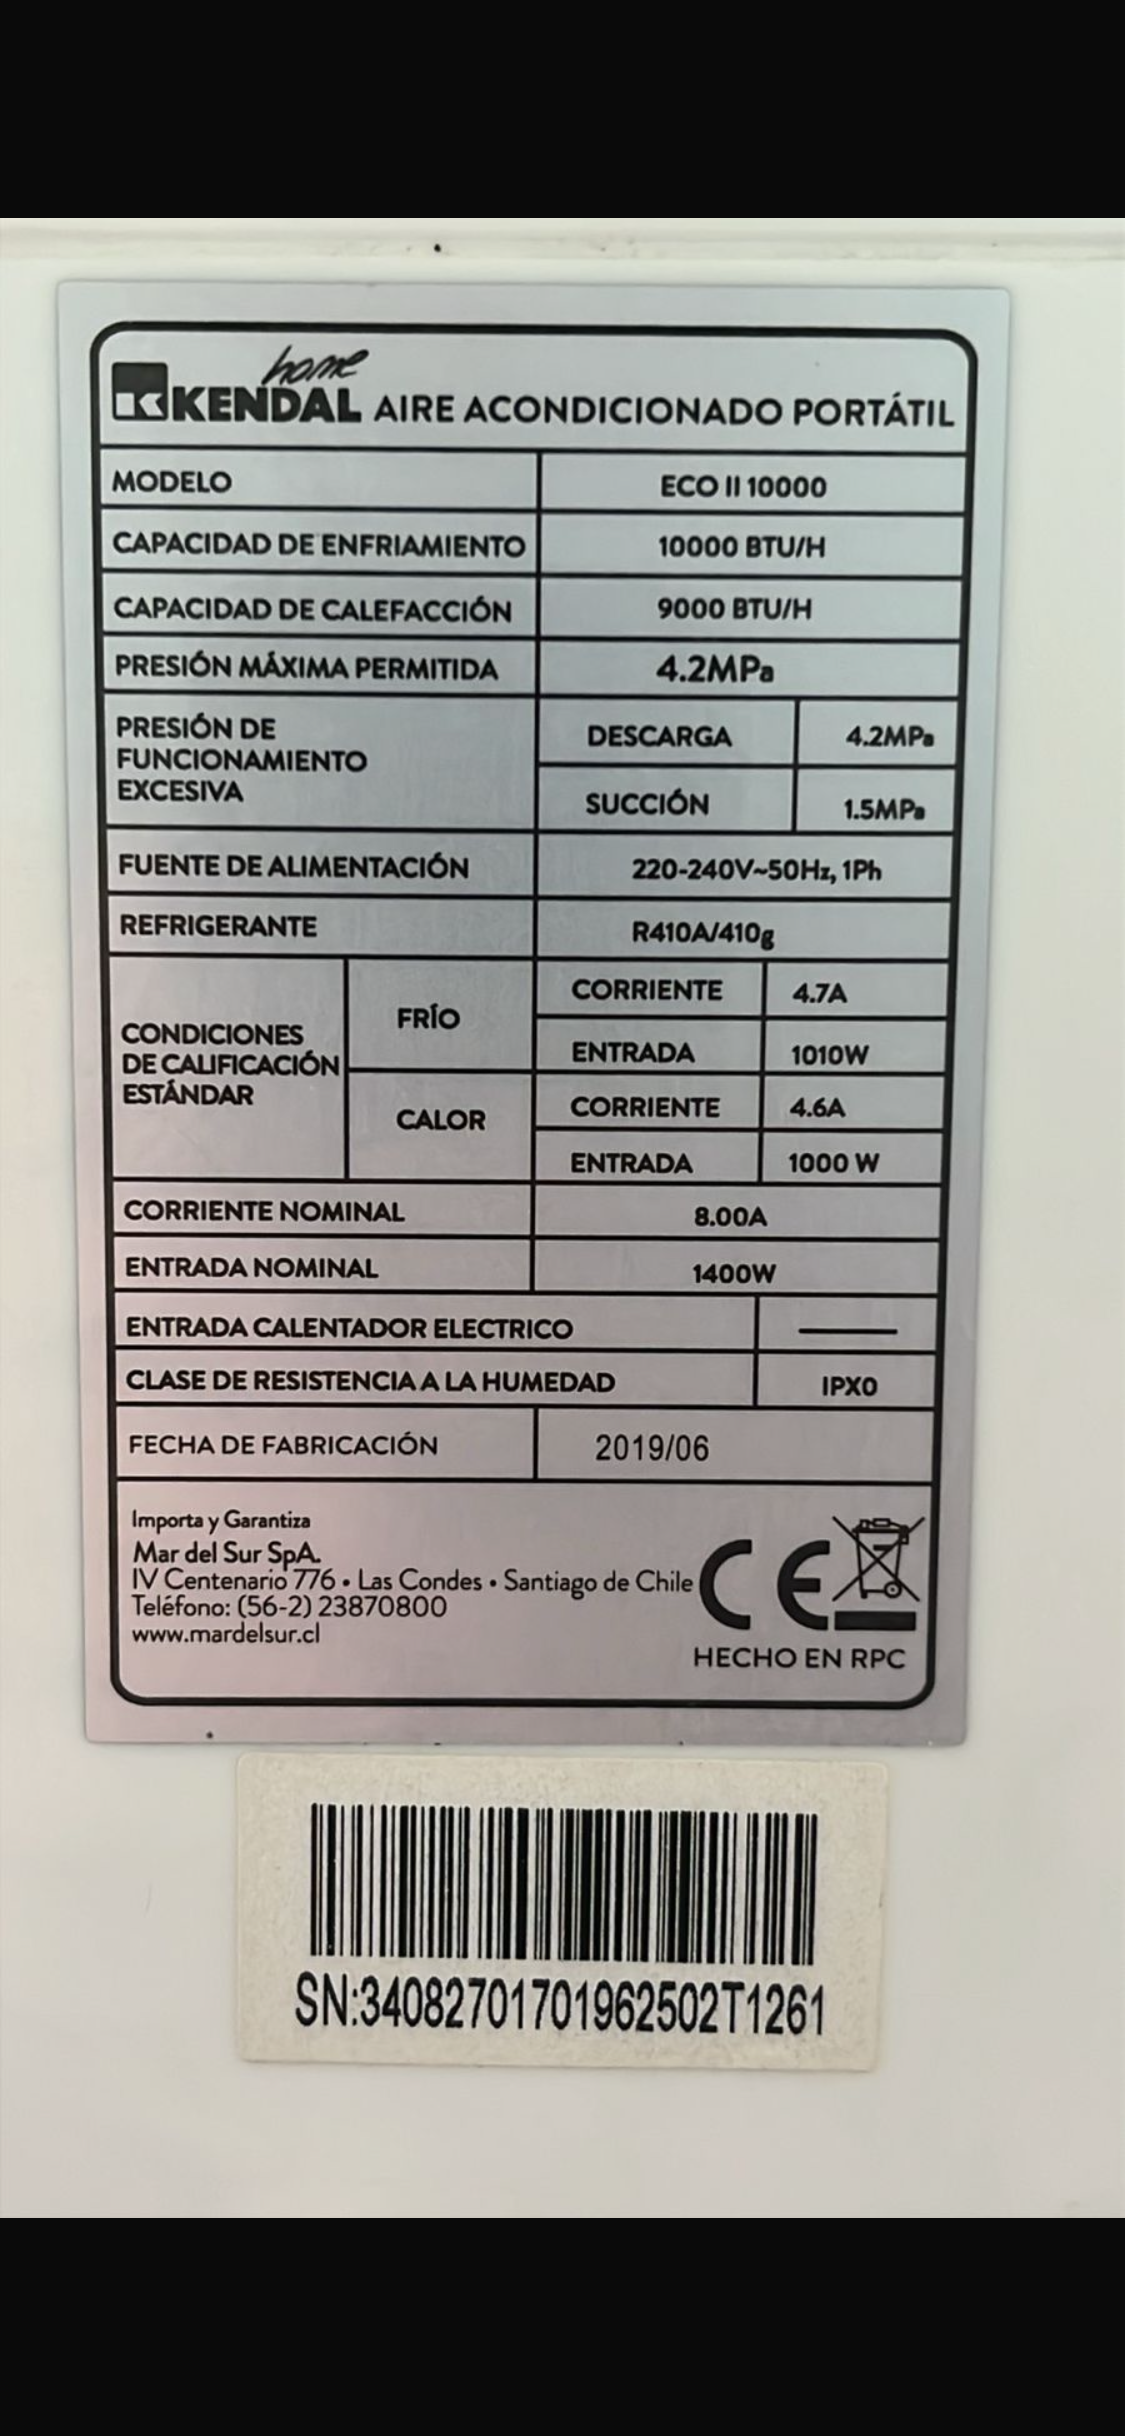 home
KENDAL AIRE ACONDICIONADO PORTÁTIL
MODELO ECO II 10000
CAPACIDAD DE ENFRIAMIENTO 10000 BTU/H
CAPACIDAD DE CALEFACCIÓN 9000 BTU/H
PRESIÓN MÁXIMA PERMITIDA 4.2MPa
PRESIÓN DE
FUNCIONAMIENTO
EXCESIVA
DESCARGA 4.2MPa
SUCCIÓN 1.5MPa
FUENTE DE ALIMENTACIÓN 220-240V~50Hz, 1Ph
REFRIGERANTE R410A/410g
CONDICIONES
DE CALIFICACIÓN
ESTÁNDAR
FRÍO
CORRIENTE 4.7A
ENTRADA 1010W
CALOR
CORRIENTE 4.6A
ENTRADA 1000 W
CORRIENTE NOMINAL 8.00A
ENTRADA NOMINAL 1400W
ENTRADA CALENTADOR ELECTRICO
CLASE DE RESISTENCIA A LA HUMEDAD IPX0
FECHA DE FABRICACIÓN 2019/06
Importa y Garantiza
Mar del Sur SpA.
IV Centenario 776 • Las Condes • Santiago de Chile
Teléfono: (56-2) 23870800
www.mardelsur.cl
CE
HECHO EN RPC
SN:34082701701962502T1261